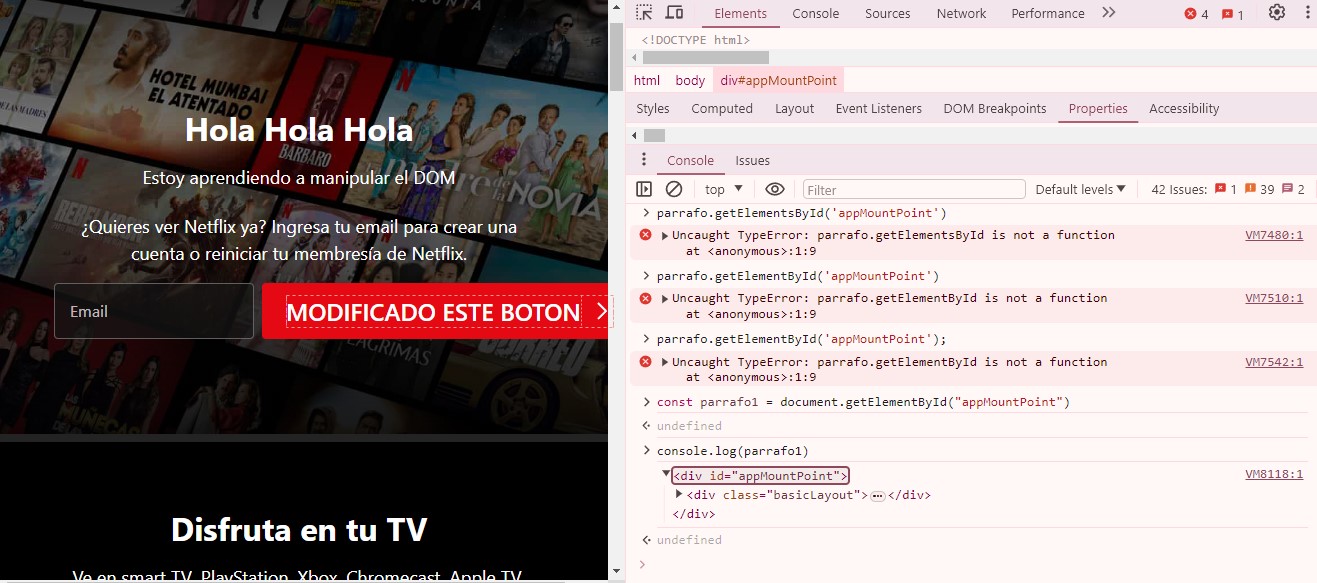 HOTEL MUMBAI
EL ATENTADO
BÁRBARO
NOVIA
Hola Hola Hola
Estoy aprendiendo a manipular el DOM
¿Quieres ver Netflix ya? Ingresa tu email para crear una
cuenta o reiniciar tu membresía de Netflix.
Email
MODIFICADO ESTE BOTON
LÁGRIMAS
LAS
Disfruta en tu TV
Ve en smart TV, PlayStation, Xbox, Chromecast, Apple TV,
Elements Console Sources Network Performance 4 1
<!DOCTYPE html>
html body div#appMountPoint
Styles Computed Layout Event Listeners DOM Breakpoints Properties Accessibility
Console Issues
top Filter Default levels 42 Issues: 1 39 2
parrafo.getElementsById('appMountPoint')
Uncaught TypeError: parrafo.getElementsById is not a function VM7480:1
at <anonymous>:1:9
parrafo.getElementById('appMountPoint')
Uncaught TypeError: parrafo.getElementById is not a function VM7510:1
at <anonymous>:1:9
parrafo.getElementById('appMountPoint');
Uncaught TypeError: parrafo.getElementById is not a function VM7542:1
at <anonymous>:1:9
const parrafo1 = document.getElementById("appMountPoint")
undefined
console.log(parrafo1)
<div id="appMountPoint"> VM8118:1
<div class="basicLayout">…</div>
</div>
undefined